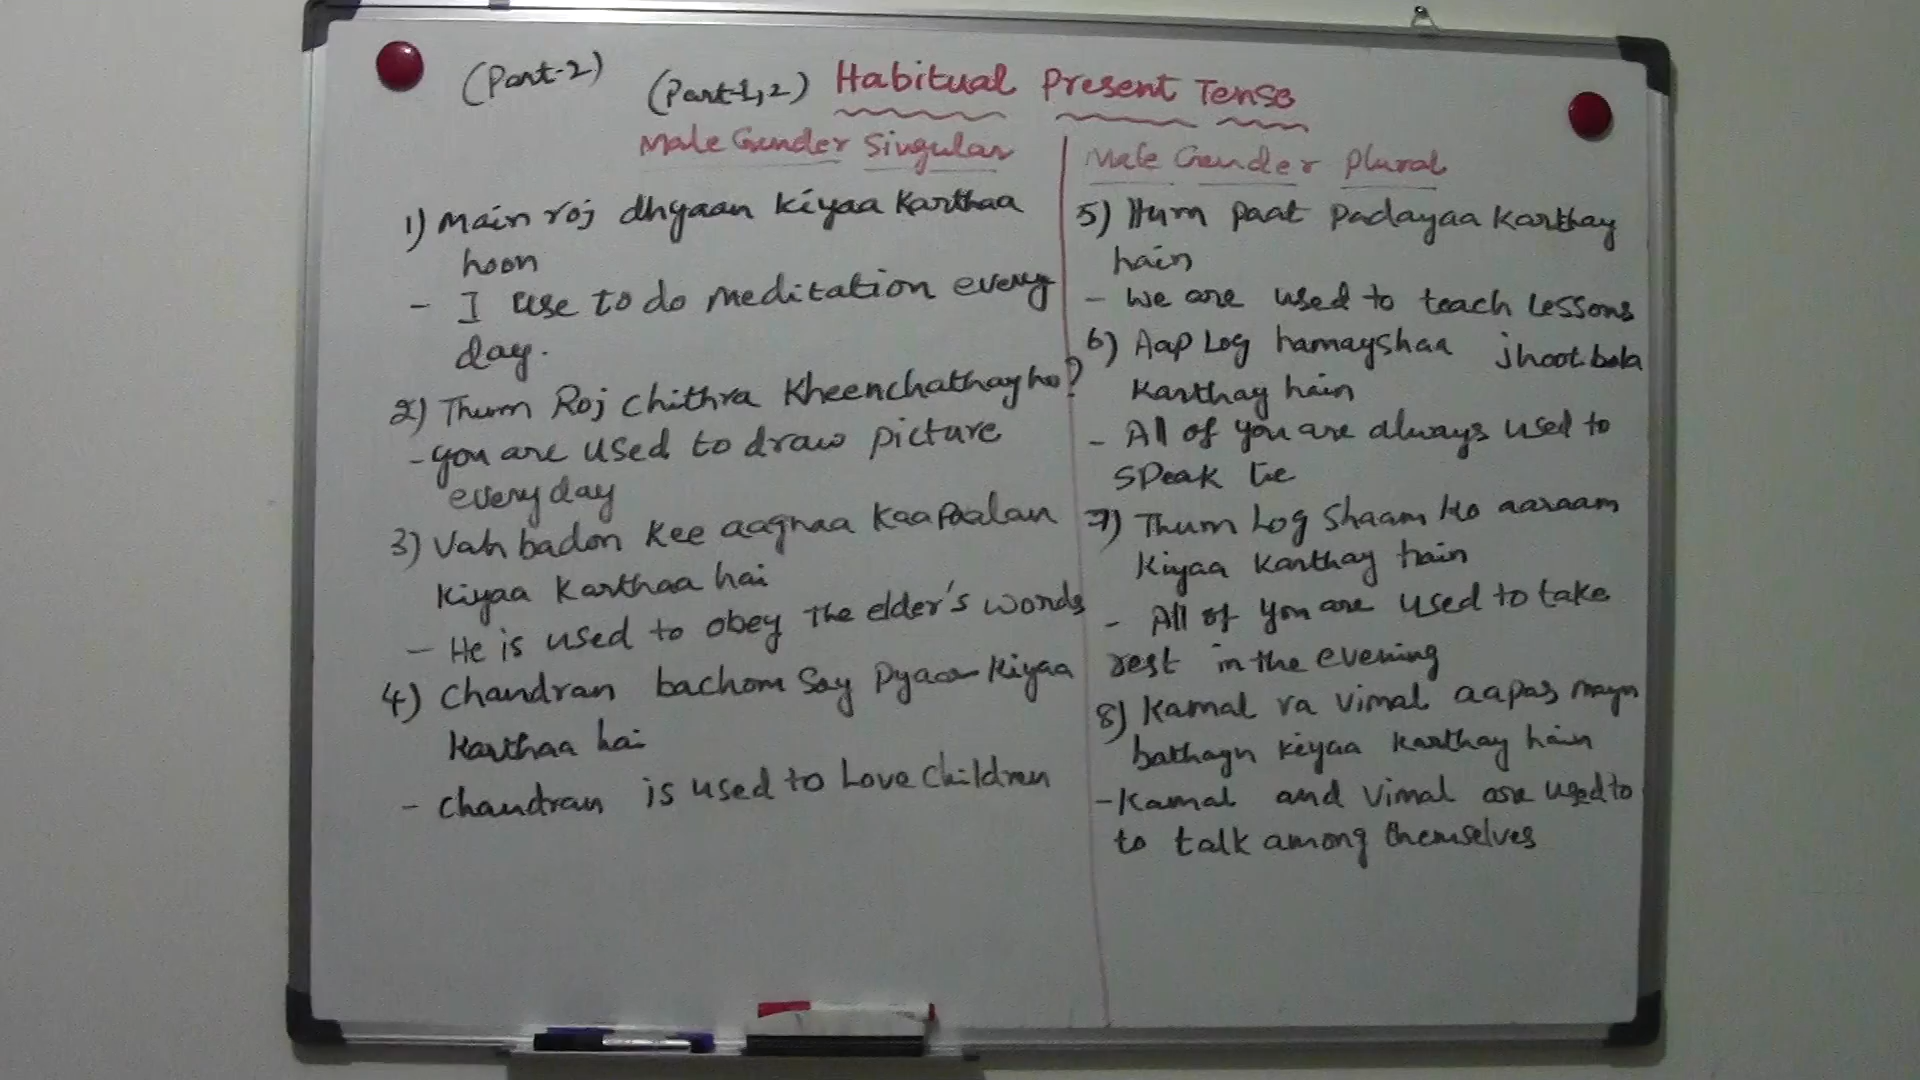 (Part-2)
(Part-1,2) Habitual Present Tense
Male Gender Singular
1) Main roj dhyaan kiyaa karthaa
hoon
- I use to do meditation every
day.
2) Thum Roj chithra kheenchathay ho?
- you are used to draw picture
every day
3) Vah badon kee aagnaa kaa paalan
kiyaa karthaa hai
- He is used to obey the elder's words
4) Chandran bachom say pyaar kiyaa
karthaa hai
- chandran is used to Love children
Male Gender Plural
5) Hum paat padayaa karthay
hain
- we are used to teach lessons
6) Aap Log hamayshaa jhoot bola
karthay hain
- All of you are always used to
speak lie
7) Thum Log shaam ko aaraam
kiyaa karthay hain
- All of you are used to take
rest in the evening
8) Kamal va vimal aapas mayn
bathayn kiyaa karthay hain
- Kamal and vimal are used to
to talk among themselves